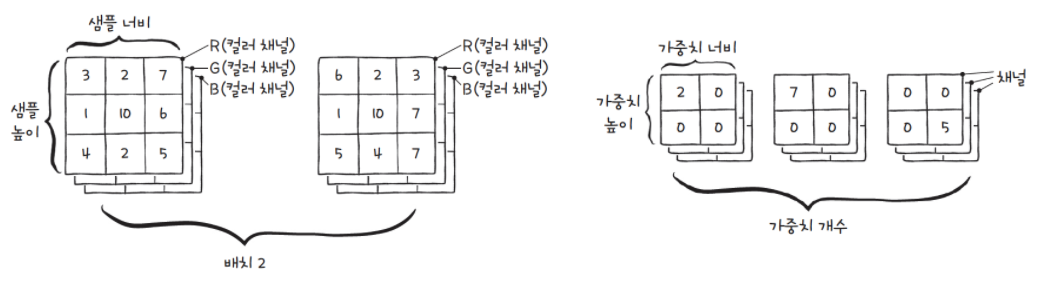 샘플 너비
R(컬러 채널)
G(컬러 채널)
B(컬러 채널)
샘플
높이
3 2 7
1 10 6
4 2 5
R(컬러 채널)
G(컬러 채널)
B(컬러 채널)
6 2 3
1 10 7
5 4 7
배치 2
가중치 너비
가중치
높이
2 0
0 0
7 0
0 0
0 0
0 5
채널
가중치 개수